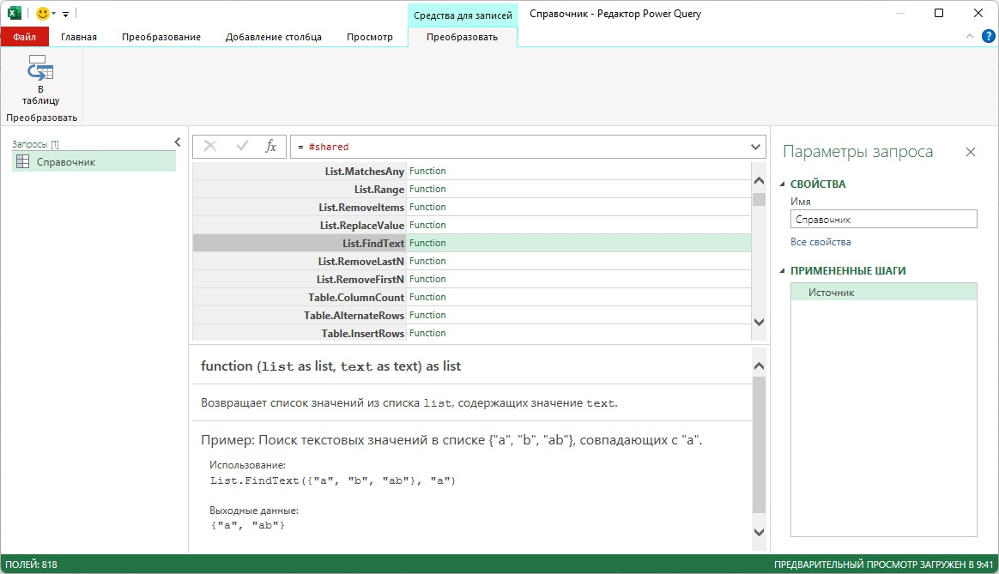 Средства для записей
Справочник - Редактор Power Query
Файл
Главная
Преобразование
Добавление столбца
Просмотр
Преобразовать
?
В
таблицу
Преобразовать
Запросы [1]
Справочник
fx
= #shared
List.MatchesAny Function
List.Range Function
List.RemoveItems Function
List.ReplaceValue Function
List.FindText Function
List.RemoveLastN Function
List.RemoveFirstN Function
Table.ColumnCount Function
Table.AlternateRows Function
Table.InsertRows Function
function (list as list, text as text) as list
Возвращает список значений из списка list, содержащих значение text.
Пример: Поиск текстовых значений в списке {"a", "b", "ab"}, совпадающих с "a".
Использование:
List.FindText({"a", "b", "ab"}, "a")
Выходные данные:
{"a", "ab"}
Параметры запроса
СВОЙСТВА
Имя
Справочник
Все свойства
ПРИМЕНЕННЫЕ ШАГИ
Источник
ПОЛЕЙ: 818
ПРЕДВАРИТЕЛЬНЫЙ ПРОСМОТР ЗАГРУЖЕН В 9:41